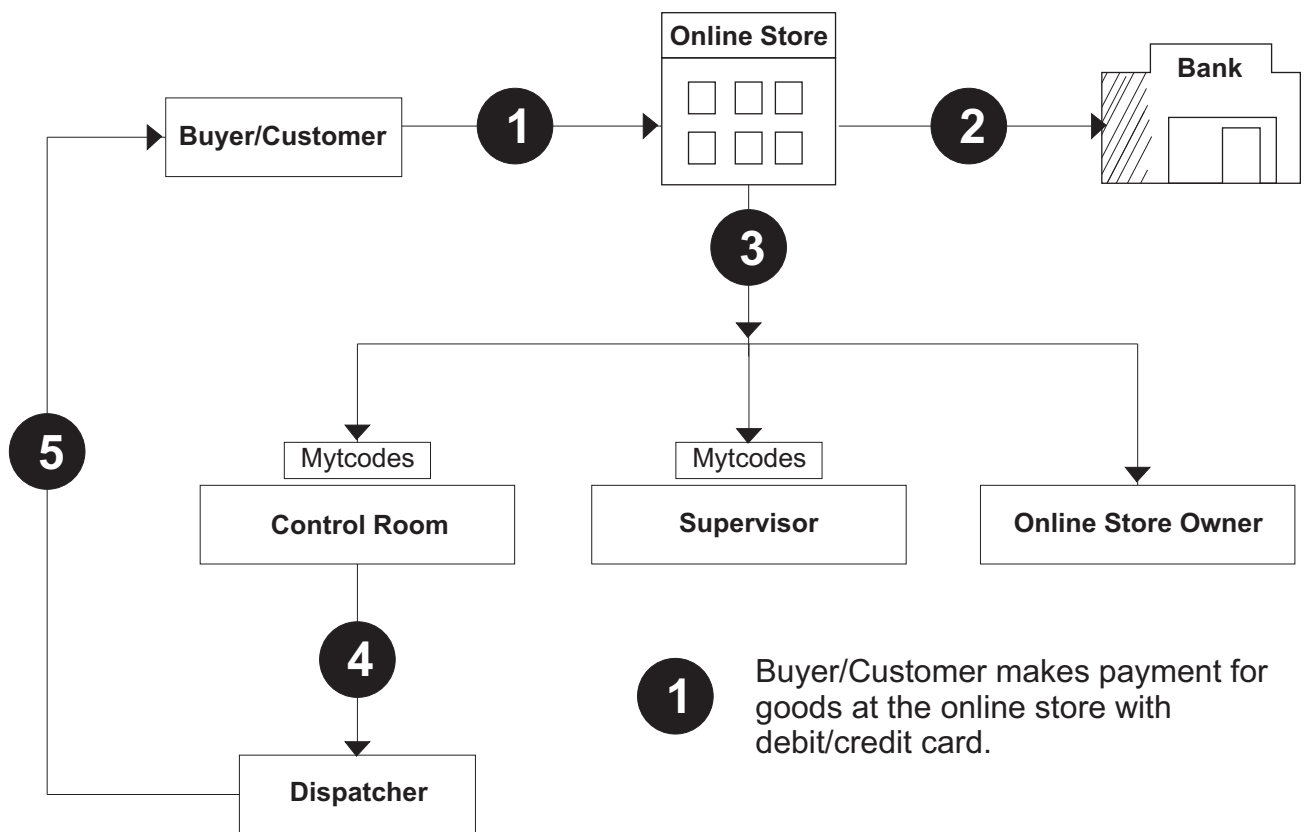 Online Store
Bank
Buyer/Customer
1
2
3
5
Mytcodes
Mytcodes
Control Room
Supervisor
Online Store Owner
4
1
Buyer/Customer makes payment for
goods at the online store with
debit/credit card.
Dispatcher